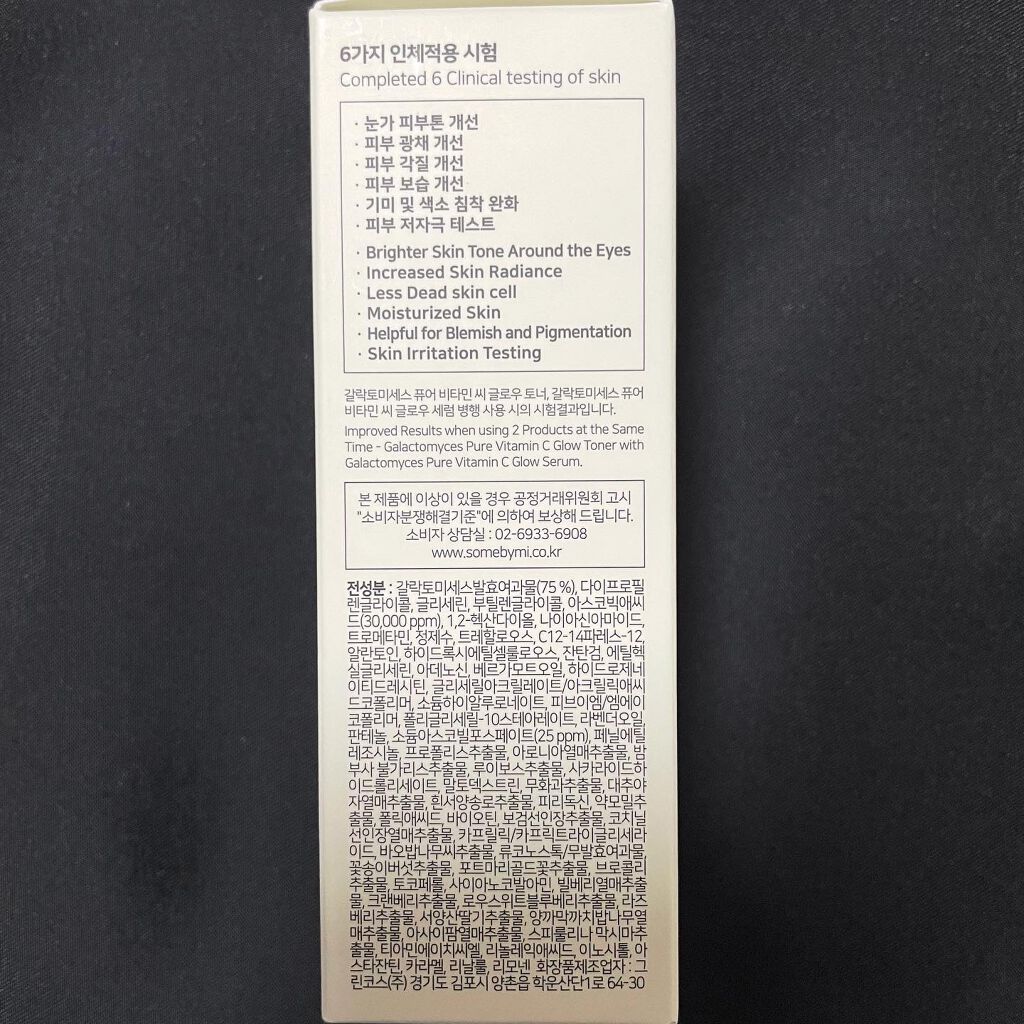 6가지 인체적용 시험
Completed 6 Clinical testing of skin
· 눈가 피부톤 개선
· 피부 광채 개선
· 피부 각질 개선
· 피부 보습 개선
· 기미 및 색소 침착 완화
· 피부 저자극 테스트
· Brighter Skin Tone Around the Eyes
· Increased Skin Radiance
· Less Dead skin cell
· Moisturized Skin
· Helpful for Blemish and Pigmentation
· Skin Irritation Testing
갈락토미세스 퓨어 비타민 씨 글로우 토너, 갈락토미세스 퓨어
비타민 씨 글로우 세럼 병행 사용 시의 시험결과입니다.
Improved Results when using 2 Products at the Same
Time - Galactomyces Pure Vitamin C Glow Toner with
Galactomyces Pure Vitamin C Glow Serum.
본 제품에 이상이 있을 경우 공정거래위원회 고시
"소비자분쟁해결기준"에 의하여 보상해 드립니다.
소비자 상담실 : 02-6933-6908
www.somebymi.co.kr
전성분 : 갈락토미세스발효여과물(75 %), 다이프로필
렌글라이콜, 글리세린, 부틸렌글라이콜, 아스코빅애씨
드(30,000 ppm), 1,2-헥산다이올, 나이아신아마이드,
트로메타민, 정제수, 트레할로오스, C12-14파레스-12,
알란토인, 하이드록시에틸셀룰로오스, 잔탄검, 에틸헥
실글리세린, 아데노신, 베르가모트오일, 하이드로제네
이티드레시틴, 글리세릴아크릴레이트/아크릴릭애씨
드코폴리머, 소듐하이알루로네이트, 피브이엠/엠에이
코폴리머, 폴리글리세릴-10스테아레이트, 라벤더오일,
판테놀, 소듐아스코빌포스페이트(25 ppm), 페닐에틸
레조시놀, 프로폴리스추출물, 아로니아열매추출물, 밤
부사 불가리스추출물, 루이보스추출물, 사카라이드하
이드롤리세이트, 말토덱스트린, 무화과추출물, 대추야
자열매추출물, 흰서양송로추출물, 피리독신, 약모밀추
출물, 폴릭애씨드, 바이오틴, 보검선인장추출물, 코치닐
선인장열매추출물, 카프릴릭/카프릭트라이글리세라
이드, 바오밥나무씨추출물, 류코노스톡/무발효여과물,
꽃송이버섯추출물, 포트마리골드꽃추출물, 브로콜리
추출물, 토코페롤, 사이아노코발아민, 빌베리열매추출
물, 크랜베리추출물, 로우스위트블루베리추출물, 라즈
베리추출물, 서양산딸기추출물, 양까막까치밥나무열
매추출물, 아사이팜열매추출물, 스피룰리나 막시마추
출물, 티아민에이치씨엘, 리놀레익애씨드, 이노시톨, 아
스타잔틴, 카라멜, 리날룰, 리모넨 화장품제조업자 : 그
린코스(주) 경기도 김포시 양촌읍 학운산단1로 64-30